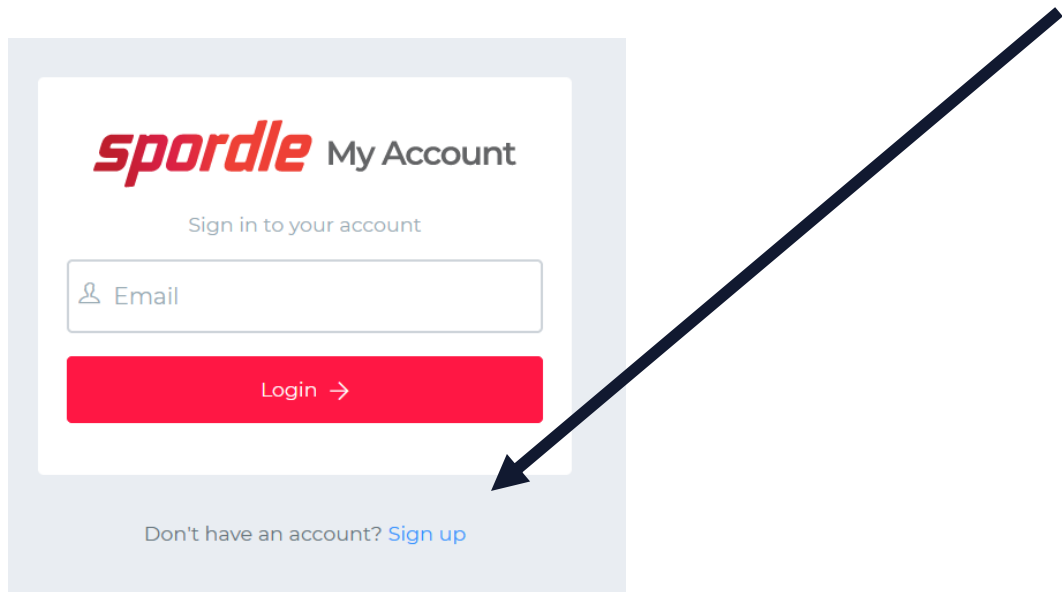 spordle My Account
Sign in to your account
Email
Login →
Don't have an account? Sign up